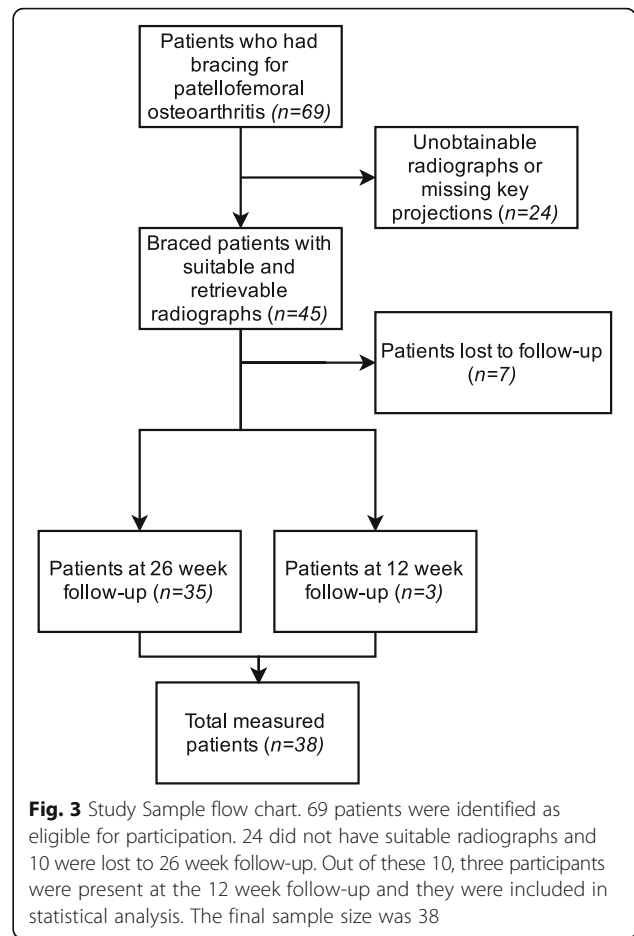 Patients who had
bracing for
patellofemoral
osteoarthritis (n=69)
Unobtainable
radiographs or
missing key
projections (n=24)
Braced patients with
suitable and
retrievable
radiographs (n=45)
Patients lost to follow-up
(n=7)
Patients at 26 week
follow-up (n=35)
Patients at 12 week
follow-up (n=3)
Total measured
patients (n=38)
Fig. 3 Study Sample flow chart. 69 patients were identified as
eligible for participation. 24 did not have suitable radiographs and
10 were lost to 26 week follow-up. Out of these 10, three participants
were present at the 12 week follow-up and they were included in
statistical analysis. The final sample size was 38